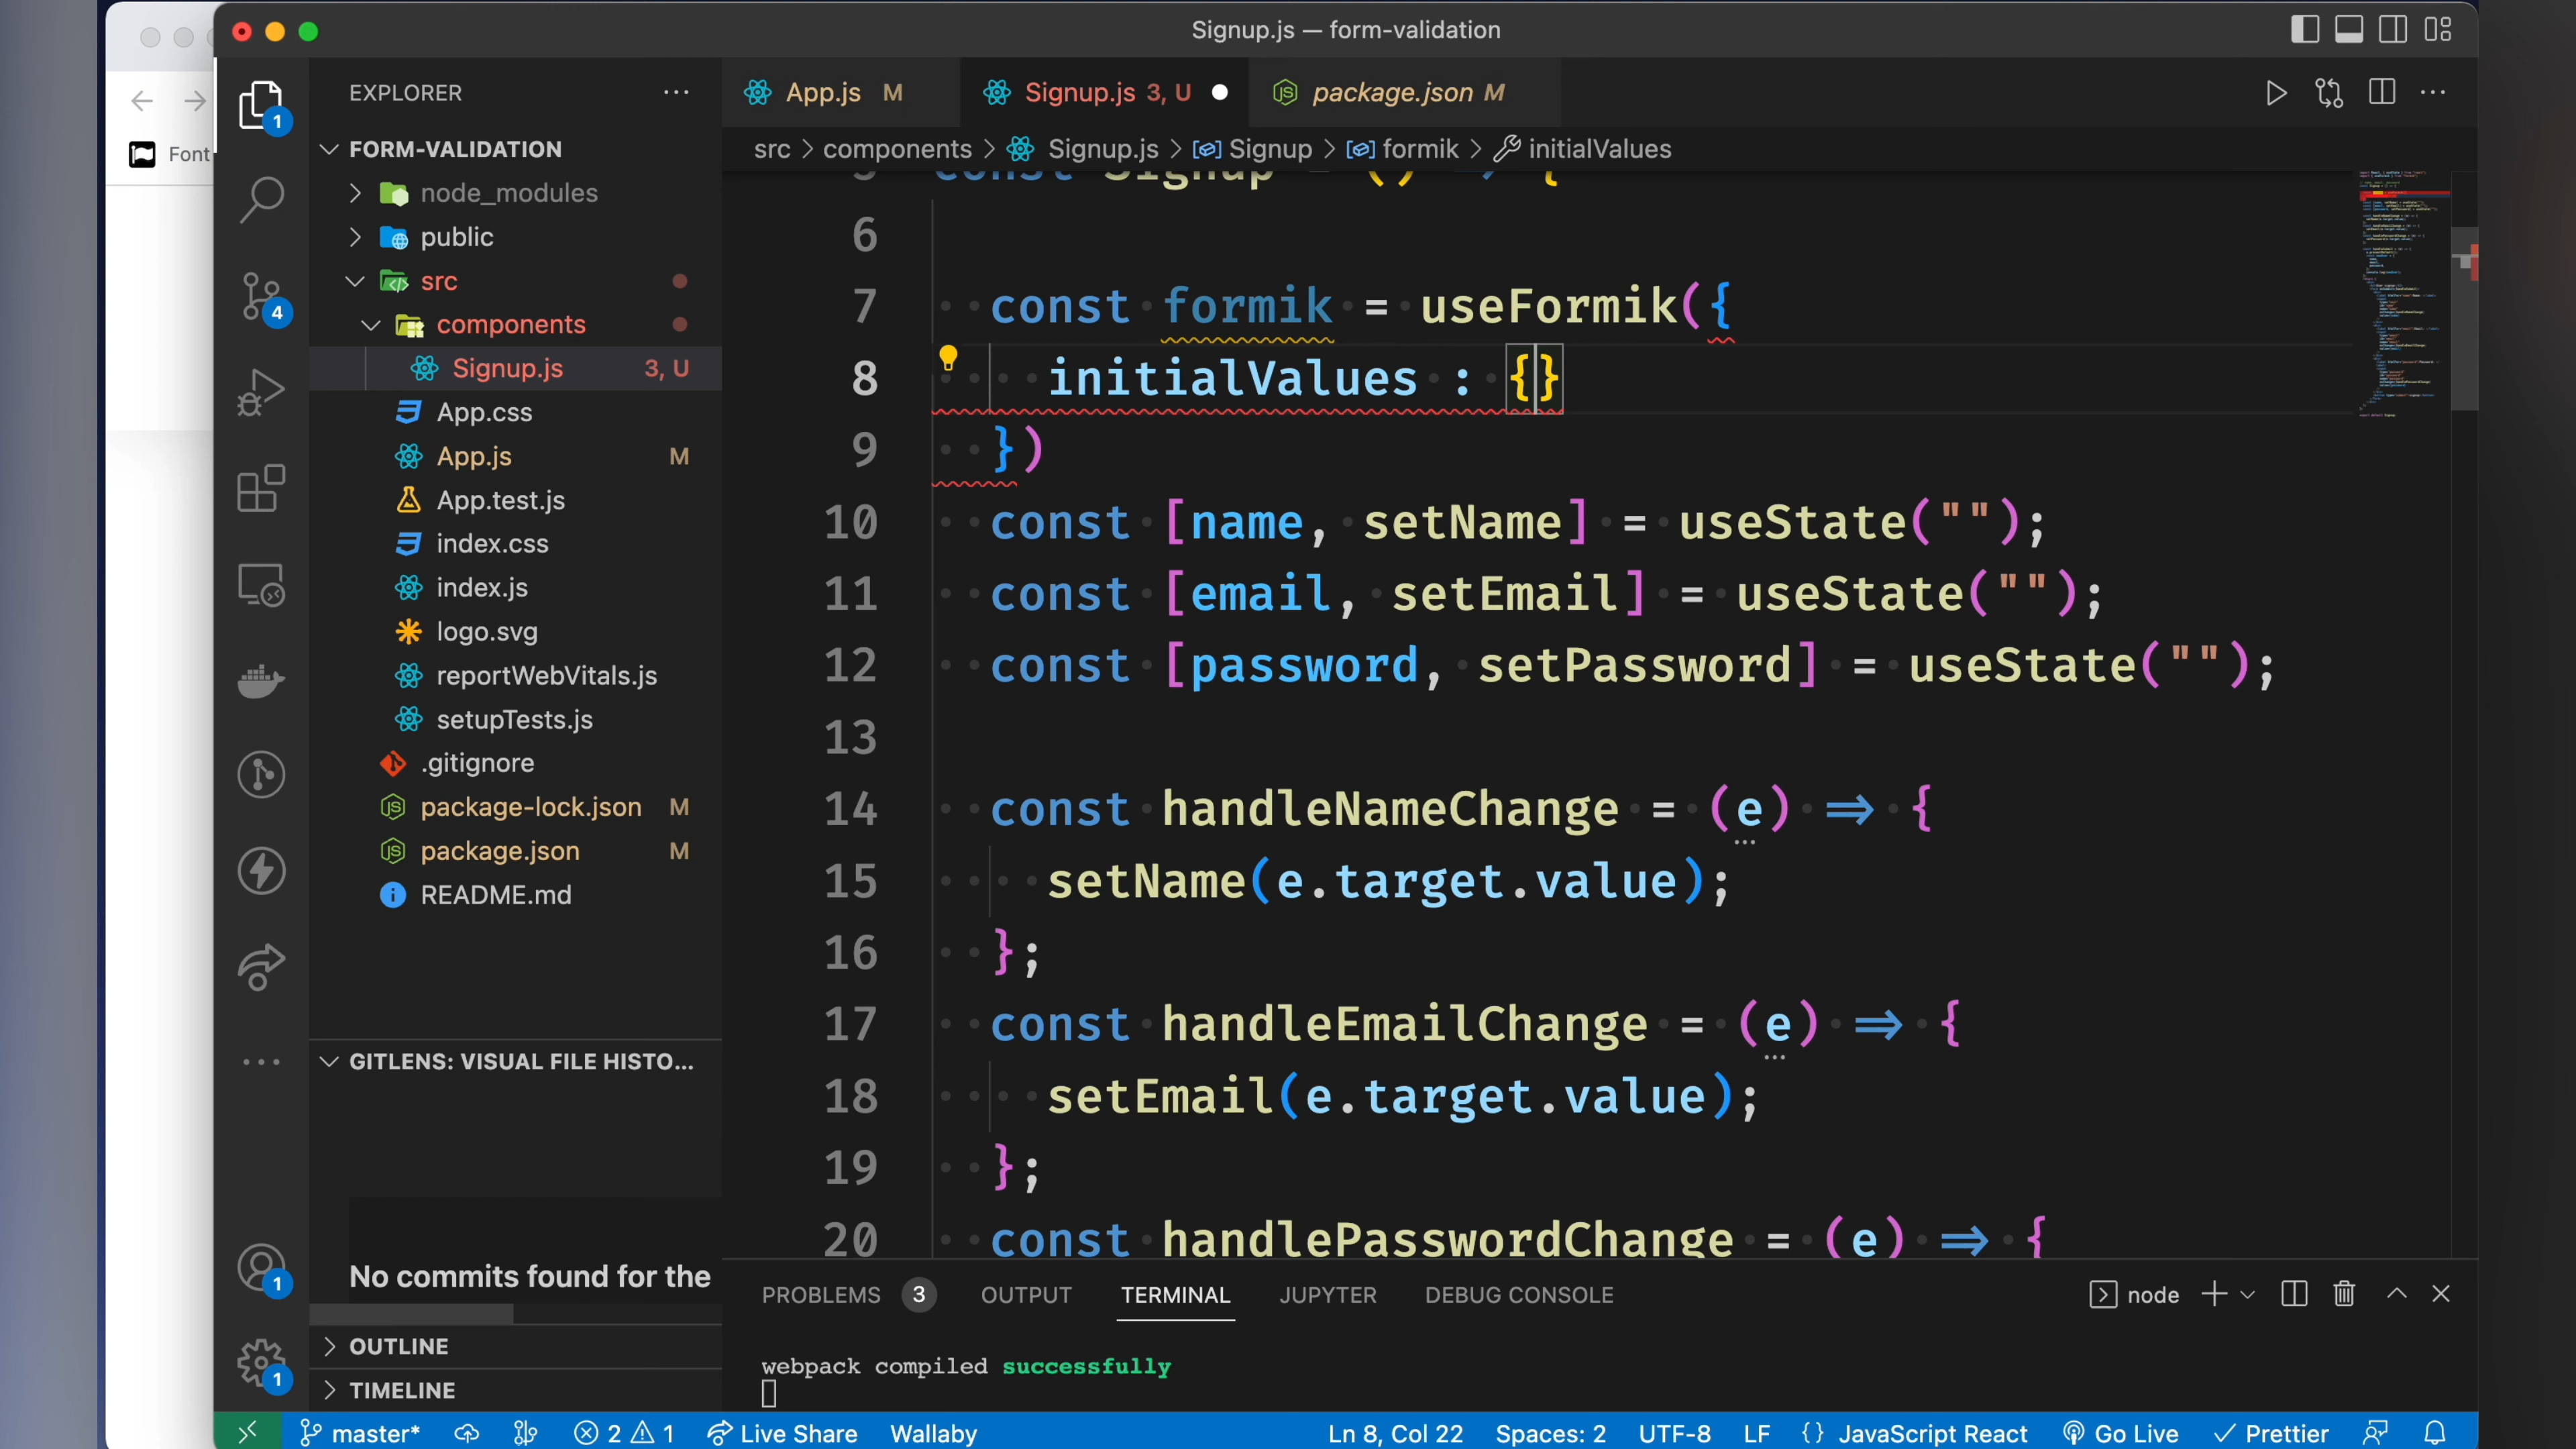 Signup.js — form-validation
Font
EXPLORER
FORM-VALIDATION
node_modules
public
src
components
Signup.js 3, U
App.css
App.js M
App.test.js
index.css
index.js
logo.svg
reportWebVitals.js
setupTests.js
.gitignore
package-lock.json M
package.json M
README.md
GITLENS: VISUAL FILE HISTO...
No commits found for the
OUTLINE
TIMELINE
1
4
1
1
App.js M
Signup.js 3, U
package.json M
src > components > Signup.js > Signup > formik > initialValues
5 const Signup = () => {
6
7 const formik = useFormik({
8 initialValues : {}
9 })
10 const [name, setName] = useState("");
11 const [email, setEmail] = useState("");
12 const [password, setPassword] = useState("");
13
14 const handleNameChange = (e) => {
15 setName(e.target.value);
16 };
17 const handleEmailChange = (e) => {
18 setEmail(e.target.value);
19 };
20 const handlePasswordChange = (e) => {
PROBLEMS 3 OUTPUT TERMINAL JUPYTER DEBUG CONSOLE
node
webpack compiled successfully
master* 2 1 Live Share Wallaby Ln 8, Col 22 Spaces: 2 UTF-8 LF {} JavaScript React Go Live Prettier